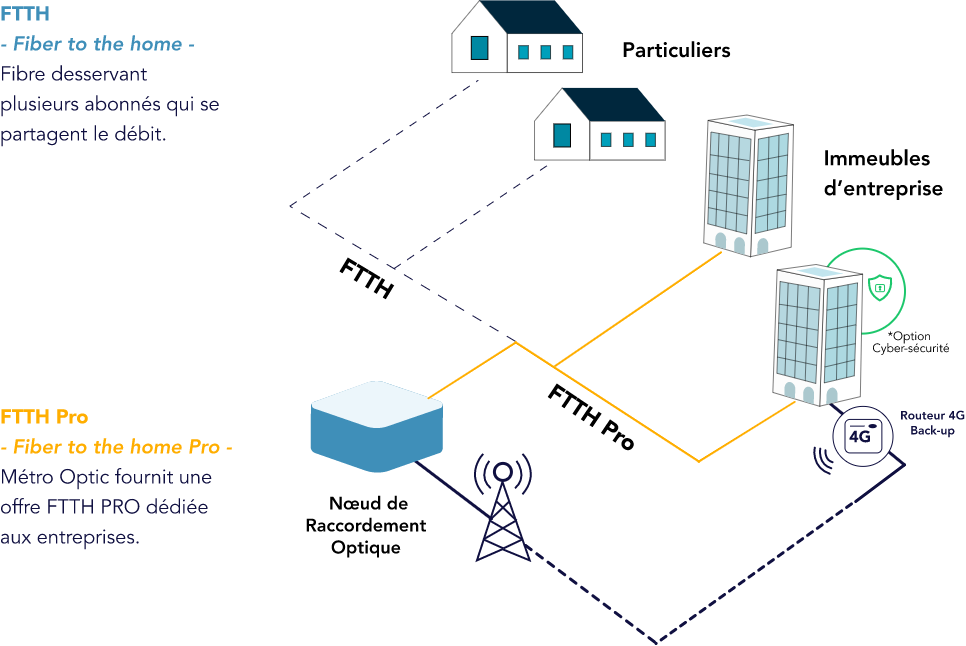 FTTH
- Fiber to the home -
Fibre desservant
plusieurs abonnés qui se
partagent le débit.
Particuliers
Immeubles
d’entreprise
FTTH
*Option
Cyber-sécurité
FTTH Pro
FTTH Pro
- Fiber to the home Pro -
Métro Optic fournit une
offre FTTH PRO dédiée
aux entreprises.
Routeur 4G
Back-up
4G
Nœud de
Raccordement
Optique